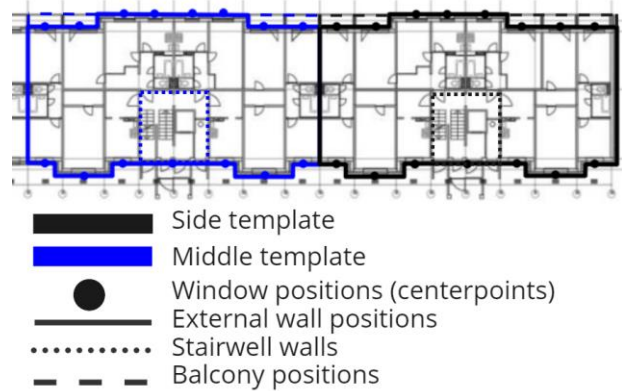 Side template
Middle template
Window positions (centerpoints)
External wall positions
Stairwell walls
Balcony positions